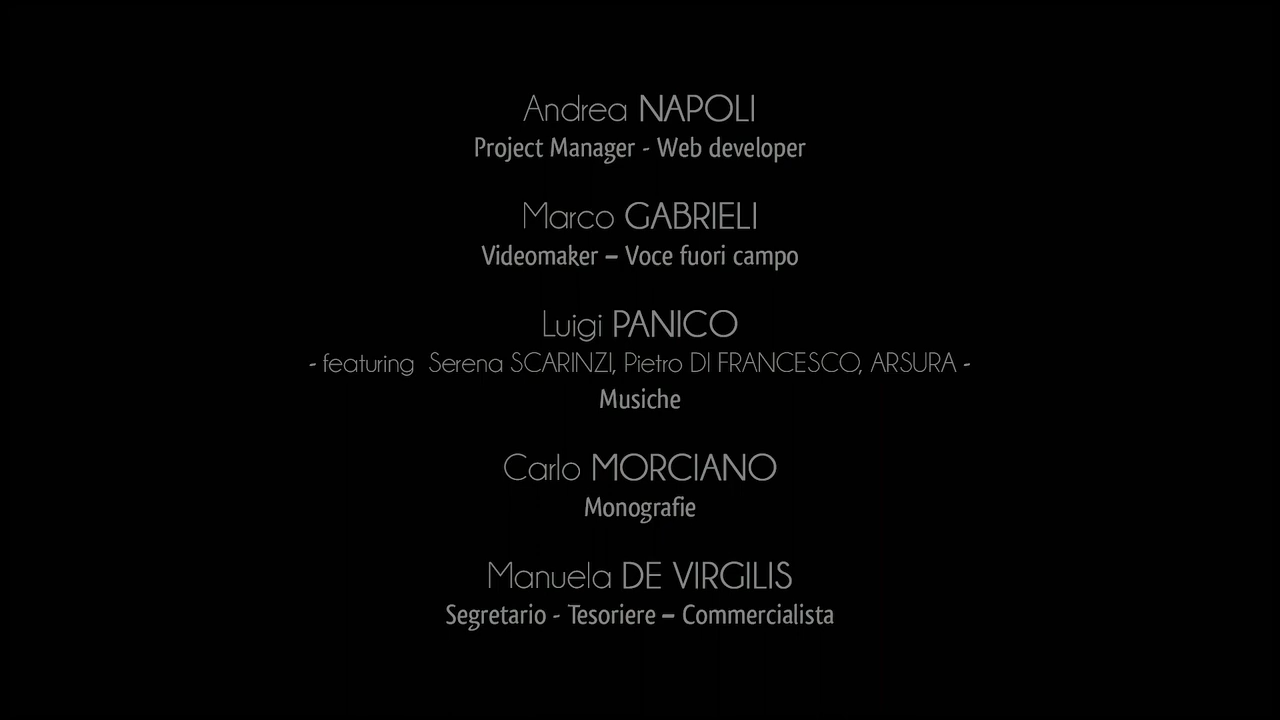 Andrea NAPOLI
Project Manager - Web developer
Marco GABRIELI
Videomaker – Voce fuori campo
Luigi PANICO
- featuring  Serena SCARINZI, Pietro DI FRANCESCO, ARSURA -
Musiche
Carlo MORCIANO
Monografie
Manuela DE VIRGILIS
Segretario - Tesoriere – Commercialista